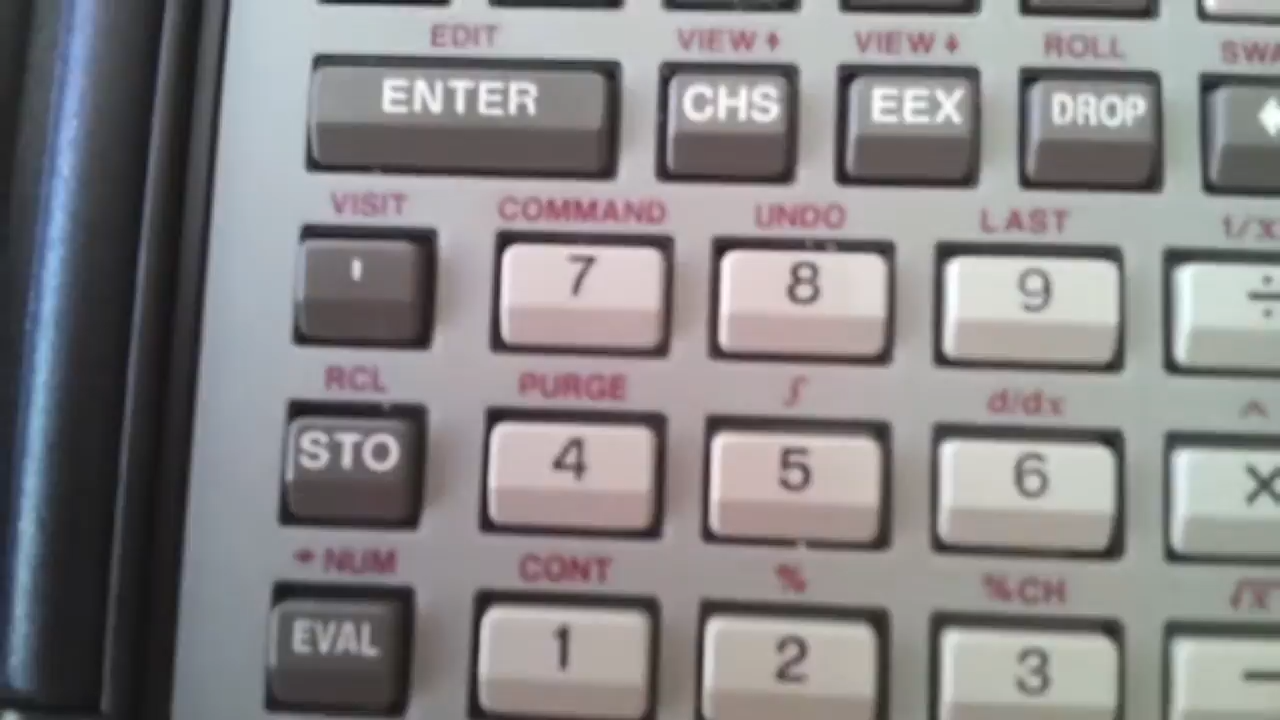 EDIT VIEW↑ VIEW↓ ROLL
ENTER CHS EEX DROP
VISIT COMMAND UNDO LAST 1/x
' 7 8 9 ÷
RCL PURGE ∫ d/dx ^
STO 4 5 6 ×
→NUM CONT % %CH √x
EVAL 1 2 3 −